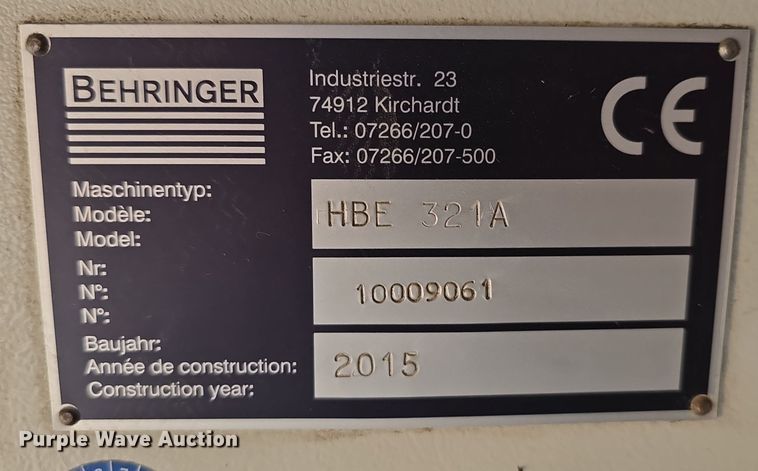 BEHRINGER
Industriestr. 23
74912 Kirchardt
Tel.: 07266/207-0
Fax: 07266/207-500
CE
Maschinentyp:
Modèle:
Model:
HBE 321A
Nr:
N°:
N°:
10009061
Baujahr:
Année de construction:
Construction year:
2015
Purple Wave Auction